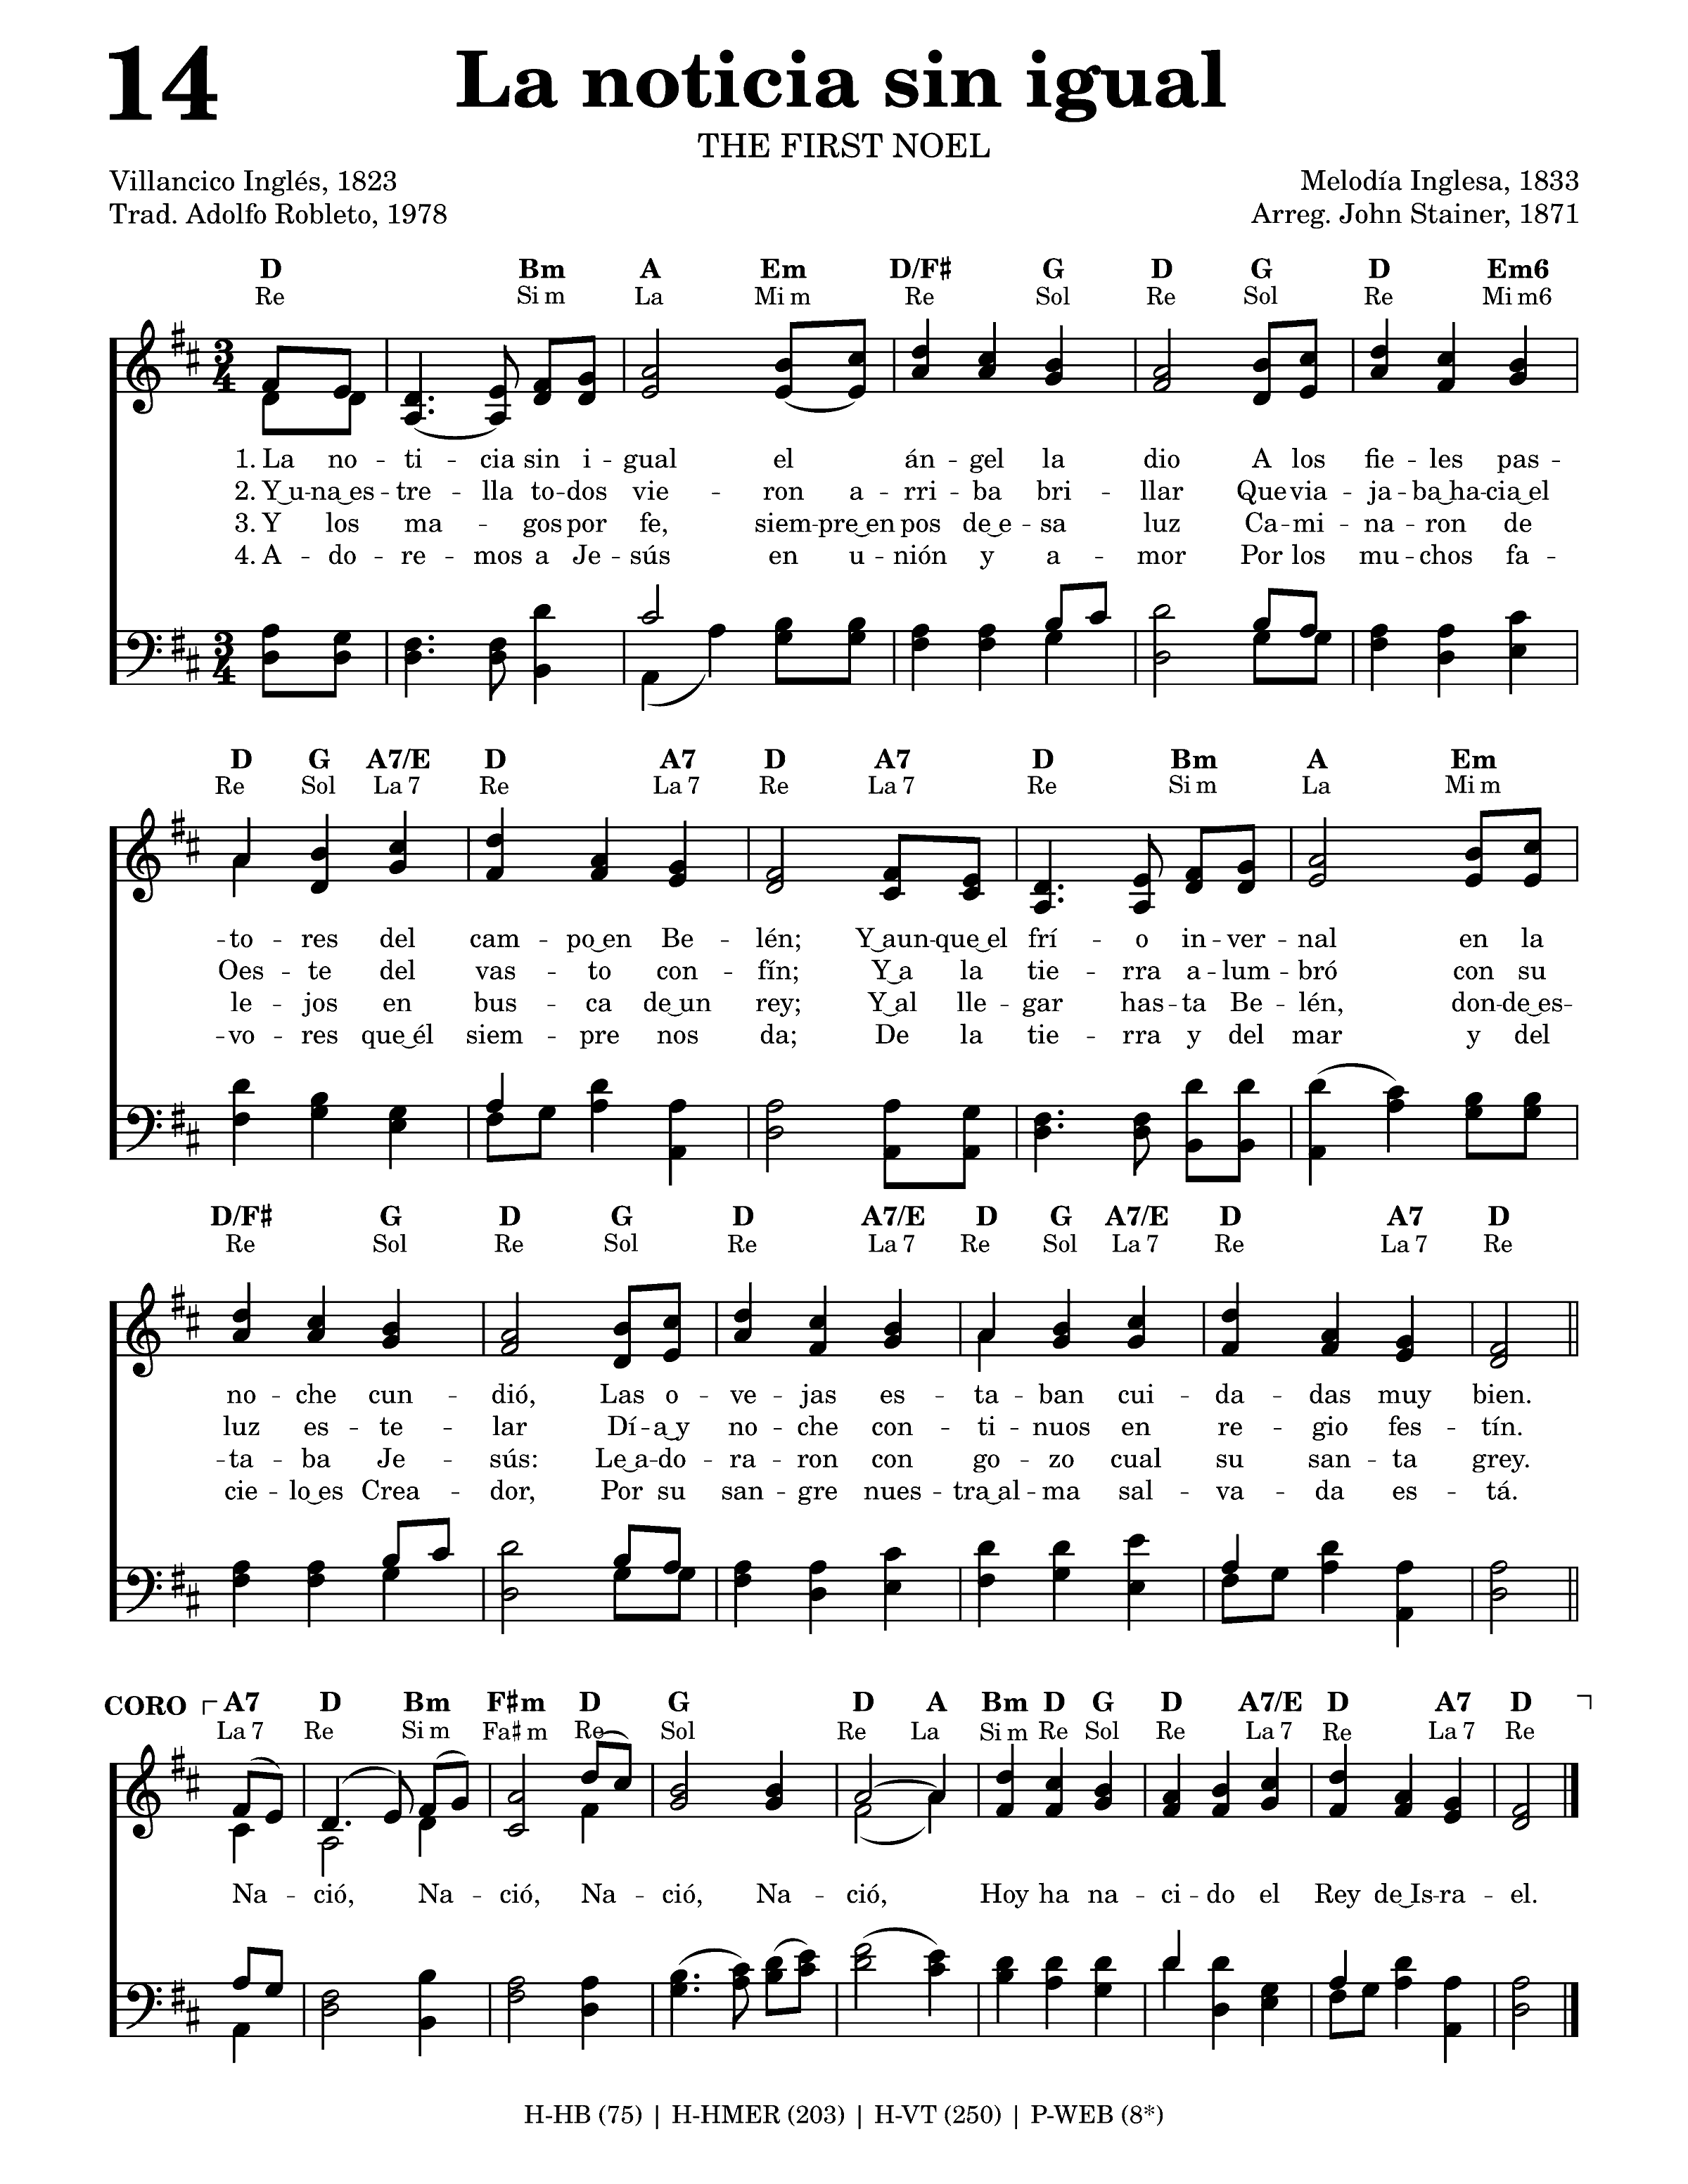 14
La noticia sin igual
THE FIRST NOEL
Villancico Inglés, 1823
Melodía Inglesa, 1833
Trad. Adolfo Robleto, 1978
Arreg. John Stainer, 1871
D Bm A Em D/F♯ G D G D Em6
Re Si m La Mi m Re Sol Re Sol Re Mi m6
3 4
1. La no -- ti -- cia sin i -- gual el án -- gel la dio A los fie -- les pas --
2. Y‿u -- na‿es -- tre -- lla to -- dos vie -- ron a -- rri -- ba bri -- llar Que via -- ja -- ba‿ha -- cia‿el
3. Y los ma -- gos por fe, siem -- pre‿en pos de‿e -- sa luz Ca -- mi -- na -- ron de
4. A -- do -- re -- mos a Je -- sús en u -- nión y a -- mor Por los mu -- chos fa --
3 4
D G A7/E D A7 D A7 D Bm A Em
Re Sol La 7 Re La 7 Re La 7 Re Si m La Mi m
-- to -- res del cam -- po‿en Be -- lén; Y‿aun -- que‿el frí -- o in -- ver -- nal en la
Oes -- te del vas -- to con -- fín; Y‿a la tie -- rra a -- lum -- bró con su
le -- jos en bus -- ca de‿un rey; Y‿al lle -- gar has -- ta Be -- lén, don -- de‿es --
-- vo -- res que‿él siem -- pre nos da; De la tie -- rra y del mar y del
D/F♯ G D G D A7/E D G A7/E D A7 D
Re Sol Re Sol Re La 7 Re Sol La 7 Re La 7 Re
no -- che cun -- dió, Las o -- ve -- jas es -- ta -- ban cui -- da -- das muy bien.
luz es -- te -- lar Dí -- a‿y no -- che con -- ti -- nuos en re -- gio fes -- tín.
-- ta -- ba Je -- sús: Le‿a -- do -- ra -- ron con go -- zo cual su san -- ta grey.
cie -- lo‿es Crea -- dor, Por su san -- gre nues -- tra‿al -- ma sal -- va -- da es -- tá.
CORO A7 D Bm F♯m D G D A Bm D G D A7/E D A7 D
La 7 Re Si m Fa♯ m Re Sol Re La Si m Re Sol Re La 7 Re La 7 Re
Na -- ció, Na -- ció, Na -- ció, Na -- ció, Hoy ha na -- ci -- do el Rey de‿Is -- ra -- el.
H-HB (75) | H-HMER (203) | H-VT (250) | P-WEB (8*)